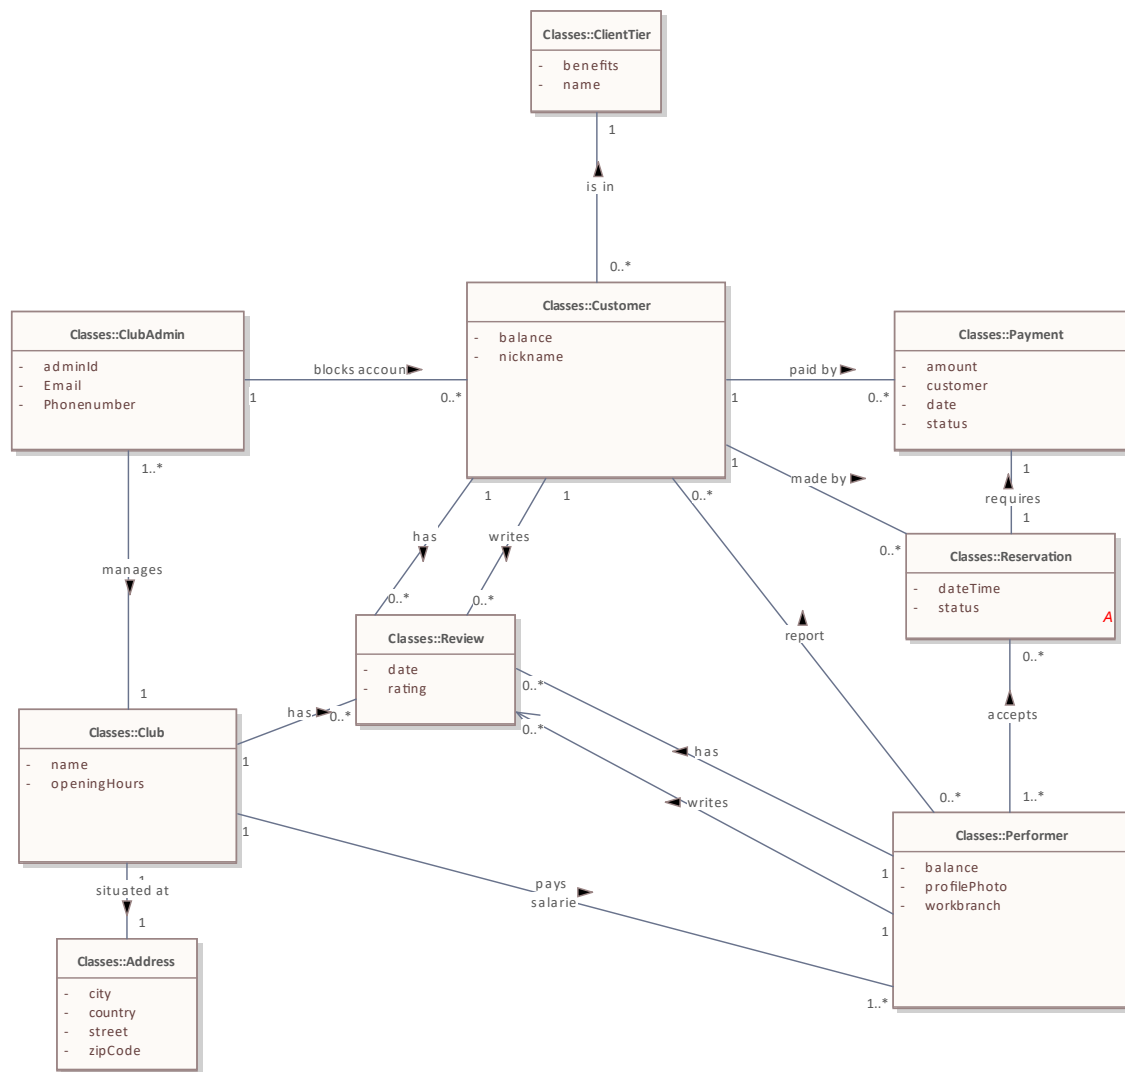 Classes::ClientTier
- benefits
- name
1
is in
0..*
Classes::Customer
- balance
- nickname
Classes::ClubAdmin
- adminId
- Email
- Phonenumber
Classes::Payment
- amount
- customer
- date
- status
blocks accoun
1
0..*
paid by
1
0..*
1..*
manages
1
1
has
0..*
1
writes
0..*
0..*
report
0..*
1
made by
0..*
1
requires
1
Classes::Reservation
- dateTime
- status
A
0..*
accepts
1..*
Classes::Review
- date
- rating
has
0..*
1
0..*
has
1
0..*
writes
1
Classes::Club
- name
- openingHours
1
pays
salarie
1..*
Classes::Performer
- balance
- profilePhoto
- workbranch
1
situated at
1
Classes::Address
- city
- country
- street
- zipCode